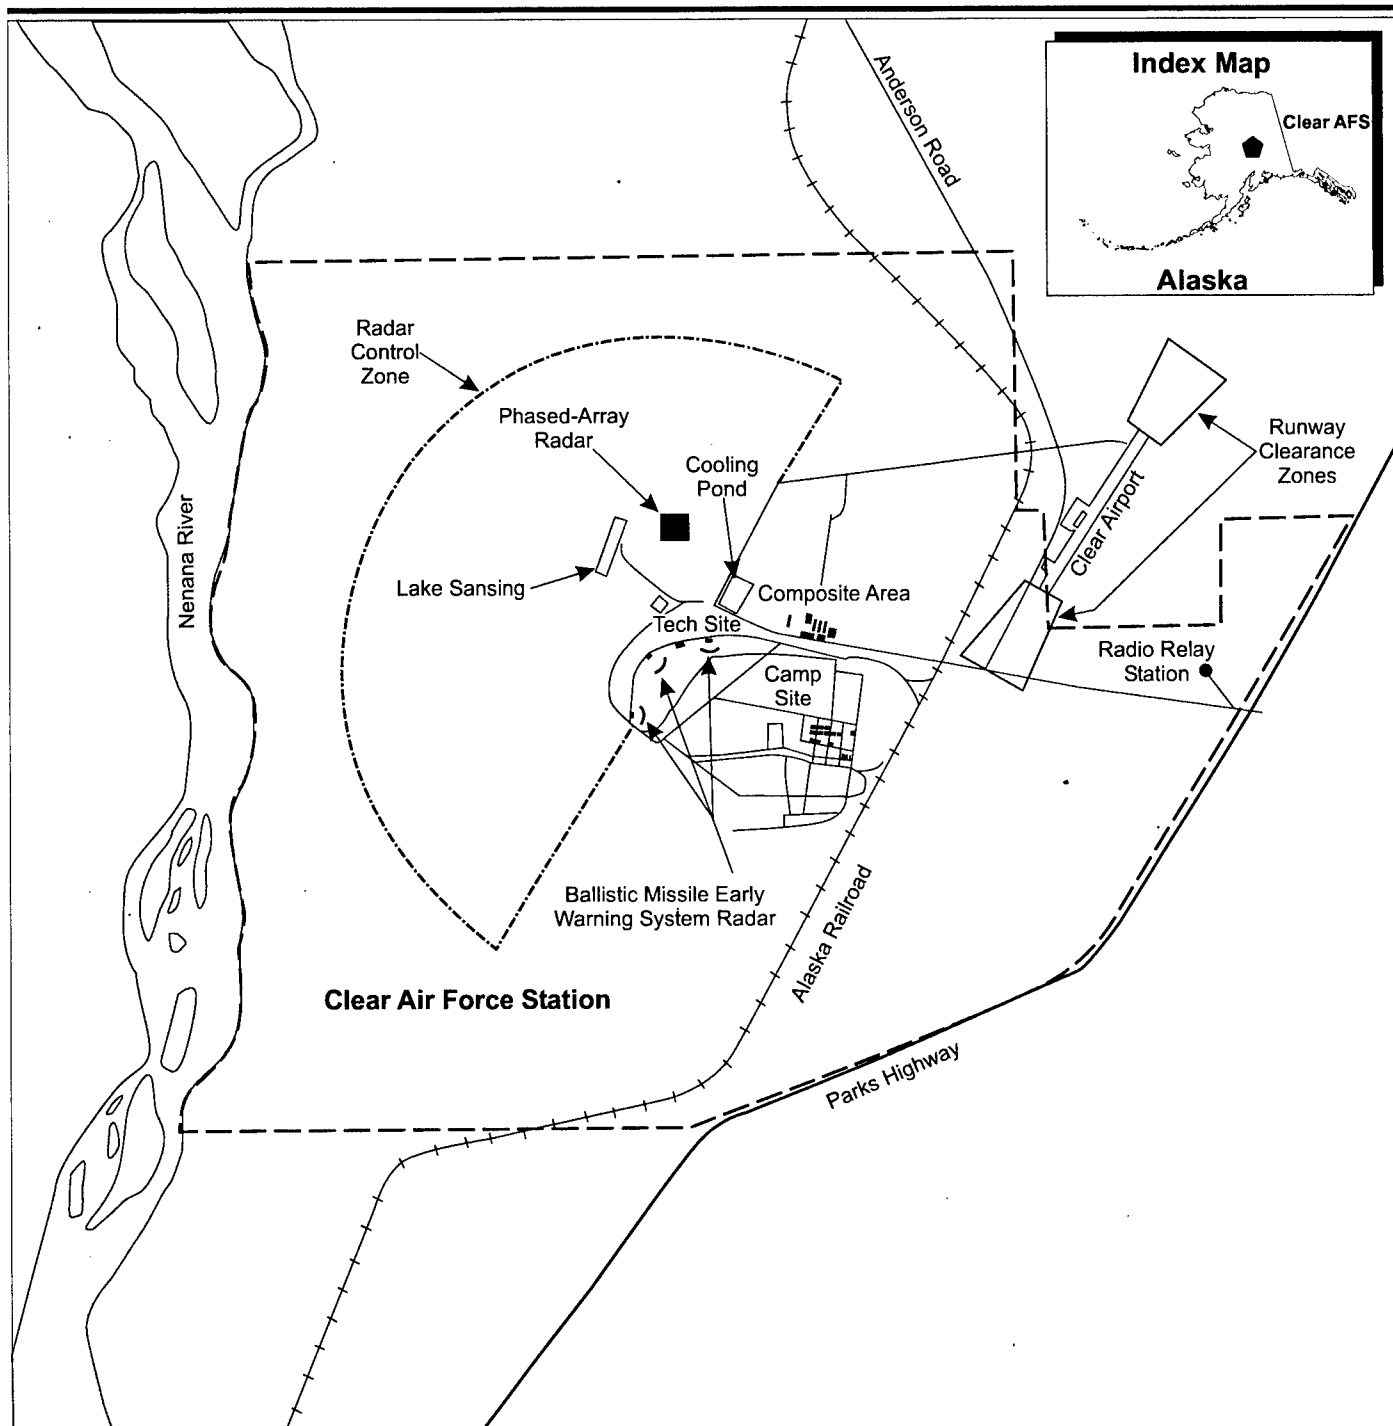 Index Map
Clear AFS
Alaska
Anderson Road
Radar
Control
Zone
Phased-Array
Radar
Cooling
Pond
Runway
Clearance
Zones
Nenana River
Clear Airport
Lake Sansing
Composite Area
Tech Site
Radio Relay
Station
Camp
Site
Ballistic Missile Early
Warning System Radar
Alaska Railroad
Clear Air Force Station
Parks Highway